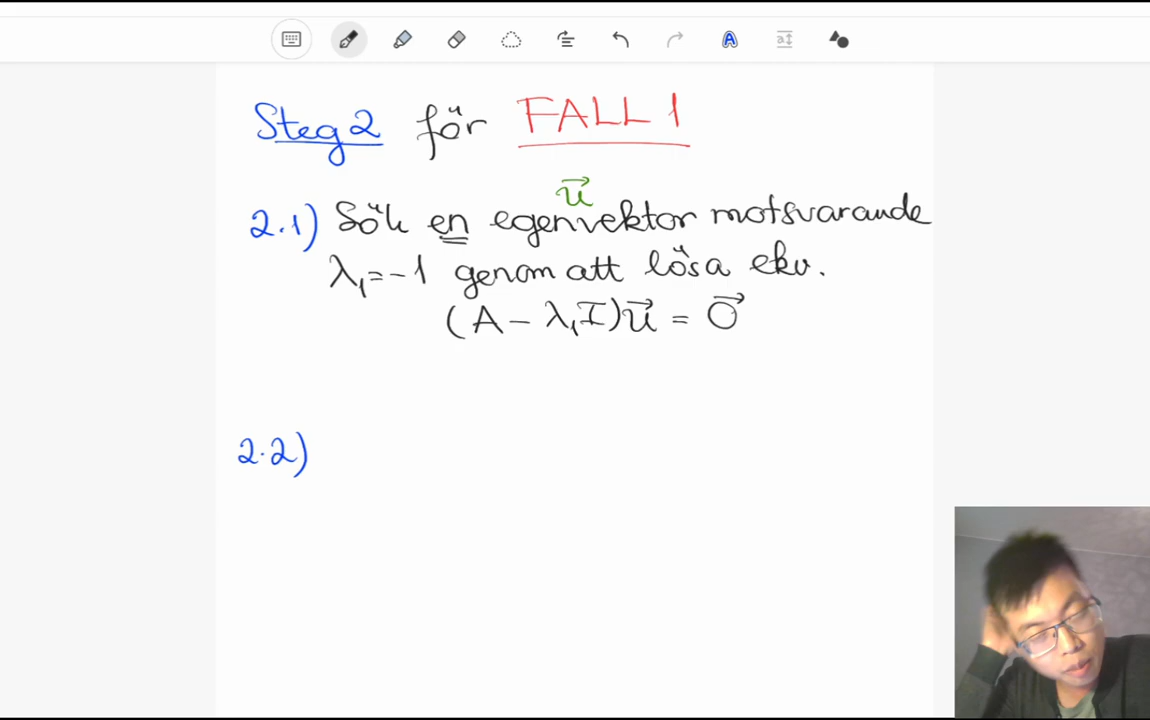 Steg 2 för FALL 1
u⃗
2.1) Sök en egenvektor motsvarande
λ₁=-1 genom att lösa ekv.
(A - λ₁I)u⃗ = 0⃗
2.2)